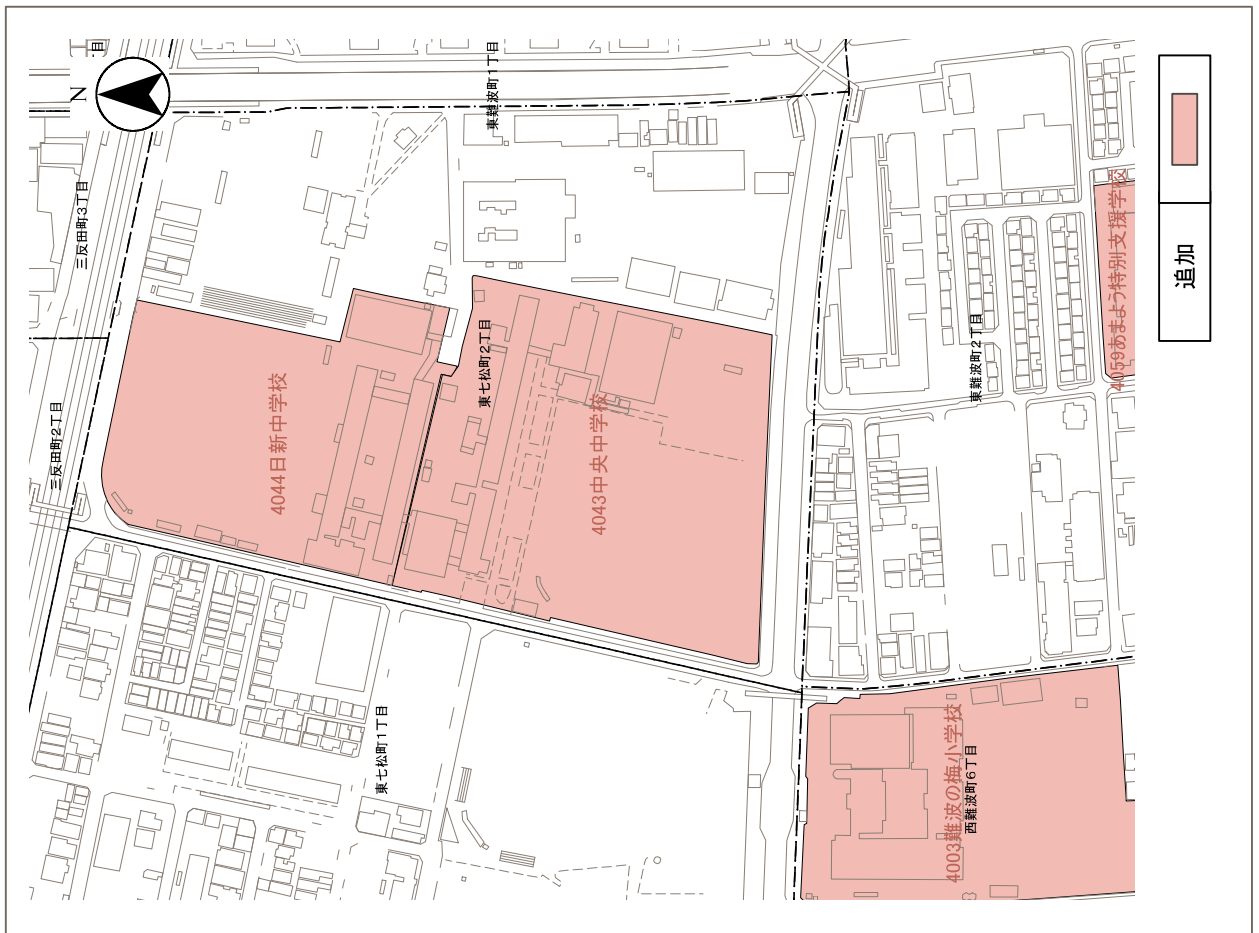 N
丁目
東難波町1丁目
三反田町3丁目
三反田町2丁目
4044日新中学校
東七松町2丁目
4043中央中学校
東難波町2丁目
4059あまよう特別支援学校
東七松町1丁目
4003難波の梅小学校
西難波町6丁目
追加